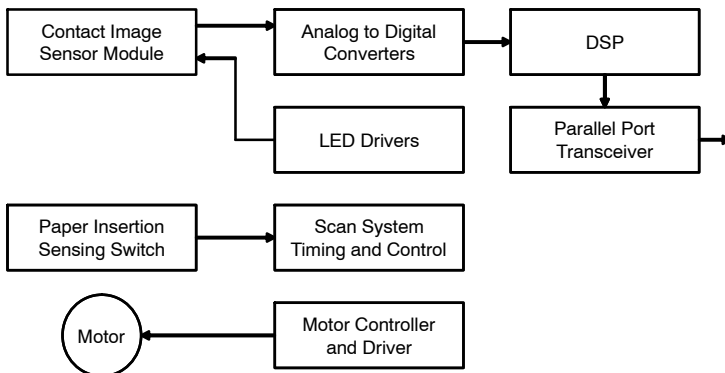 Contact Image
Sensor Module
Analog to Digital
Converters
DSP
LED Drivers
Parallel Port
Transceiver
Paper Insertion
Sensing Switch
Scan System
Timing and Control
Motor
Motor Controller
and Driver